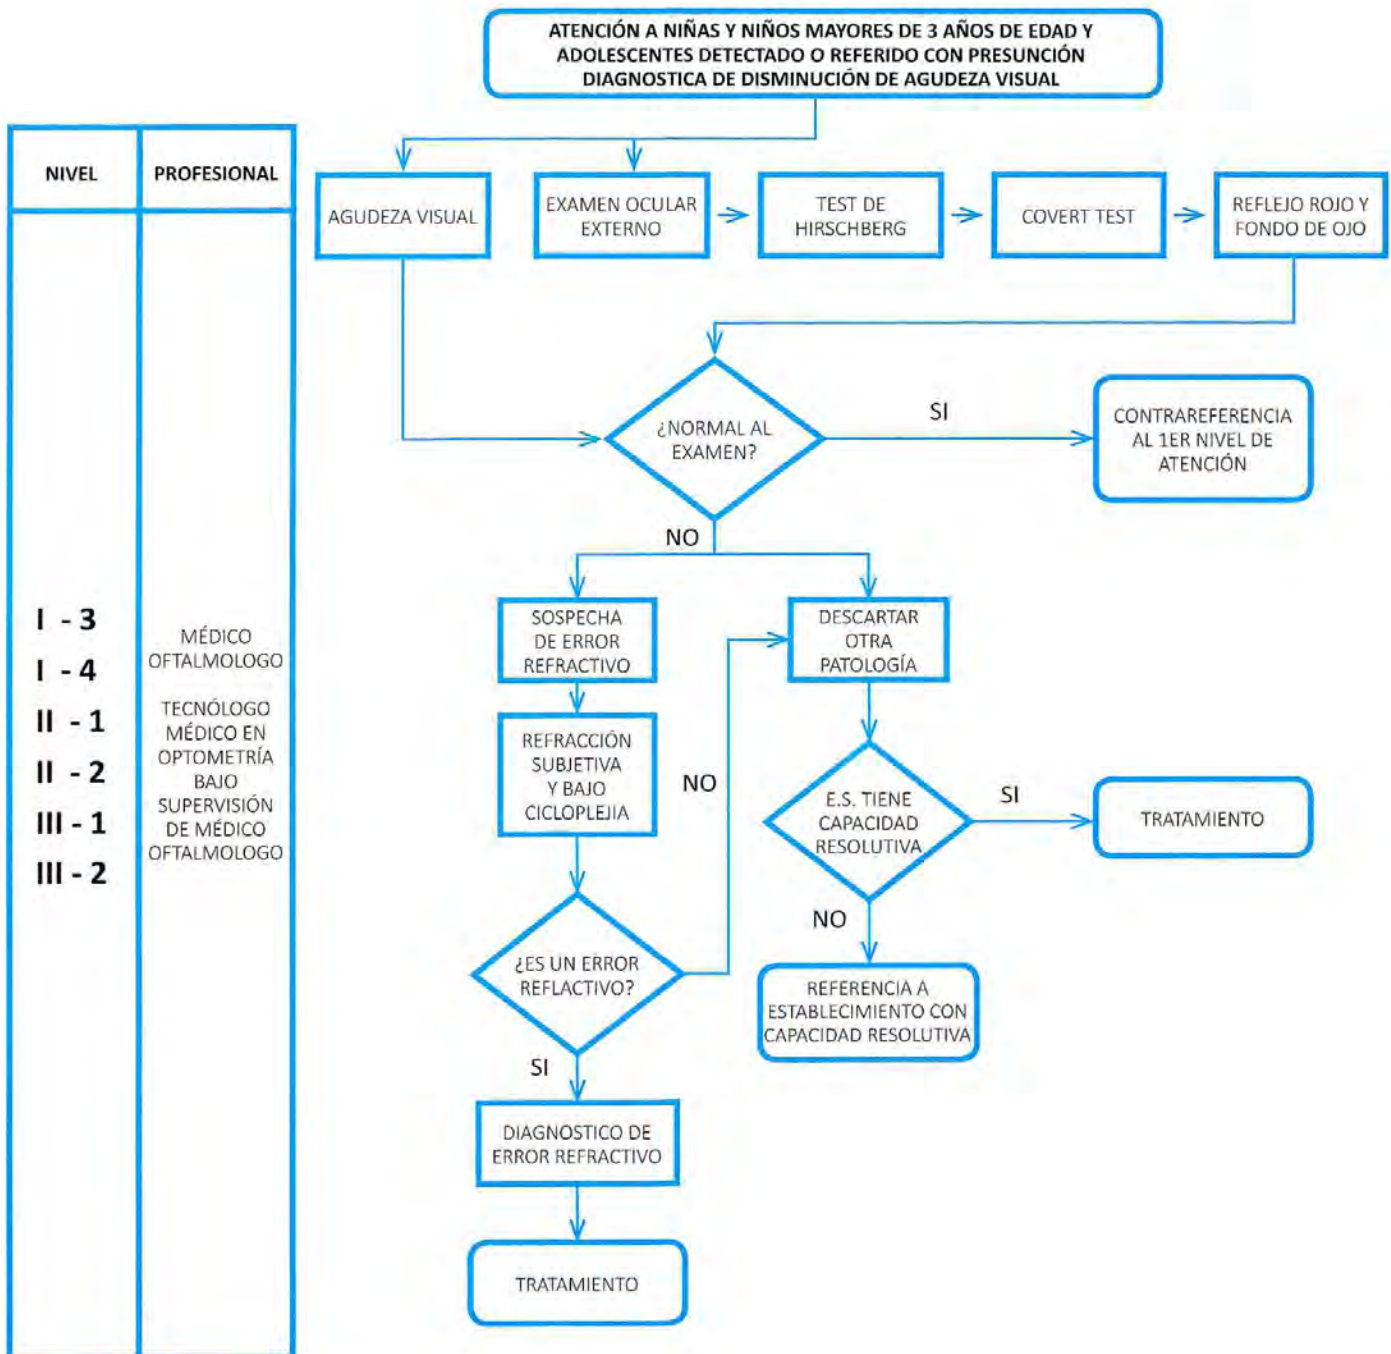 ATENCIÓN A NIÑAS Y NIÑOS MAYORES DE 3 AÑOS DE EDAD Y
ADOLESCENTES DETECTADO O REFERIDO CON PRESUNCIÓN
DIAGNOSTICA DE DISMINUCIÓN DE AGUDEZA VISUAL
NIVEL
PROFESIONAL
I - 3
I - 4
II - 1
II - 2
III - 1
III - 2
MÉDICO
OFTALMOLOGO
TECNÓLOGO
MÉDICO EN
OPTOMETRÍA
BAJO
SUPERVISIÓN
DE MÉDICO
OFTALMOLOGO
AGUDEZA VISUAL
EXAMEN OCULAR
EXTERNO
TEST DE
HIRSCHBERG
COVERT TEST
REFLEJO ROJO Y
FONDO DE OJO
¿NORMAL AL
EXAMEN?
SI
CONTRAREFERENCIA
AL 1ER NIVEL DE
ATENCIÓN
NO
SOSPECHA
DE ERROR
REFRACTIVO
DESCARTAR
OTRA
PATOLOGÍA
REFRACCIÓN
SUBJETIVA
Y BAJO
CICLOPLEJIA
NO
E.S. TIENE
CAPACIDAD
RESOLUTIVA
SI
TRATAMIENTO
NO
REFERENCIA A
ESTABLECIMIENTO CON
CAPACIDAD RESOLUTIVA
¿ES UN ERROR
REFLACTIVO?
SI
DIAGNOSTICO DE
ERROR REFRACTIVO
TRATAMIENTO